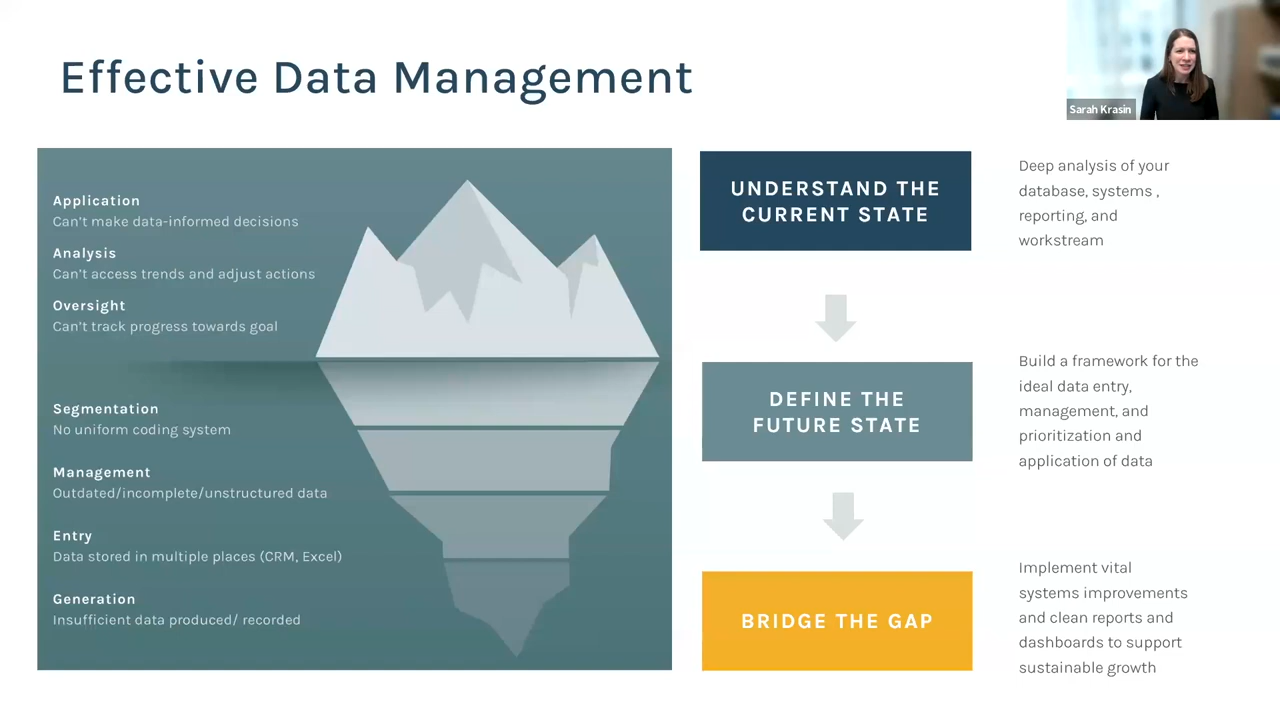 Effective Data Management
Sarah Krasin
Application
Can't make data-informed decisions
Analysis
Can't access trends and adjust actions
Oversight
Can't track progress towards goal
Segmentation
No uniform coding system
Management
Outdated/incomplete/unstructured data
Entry
Data stored in multiple places (CRM, Excel)
Generation
Insufficient data produced/ recorded
UNDERSTAND THE
CURRENT STATE
Deep analysis of your
database, systems ,
reporting, and
workstream
DEFINE THE
FUTURE STATE
Build a framework for the
ideal data entry,
management, and
prioritization and
application of data
BRIDGE THE GAP
Implement vital
systems improvements
and clean reports and
dashboards to support
sustainable growth